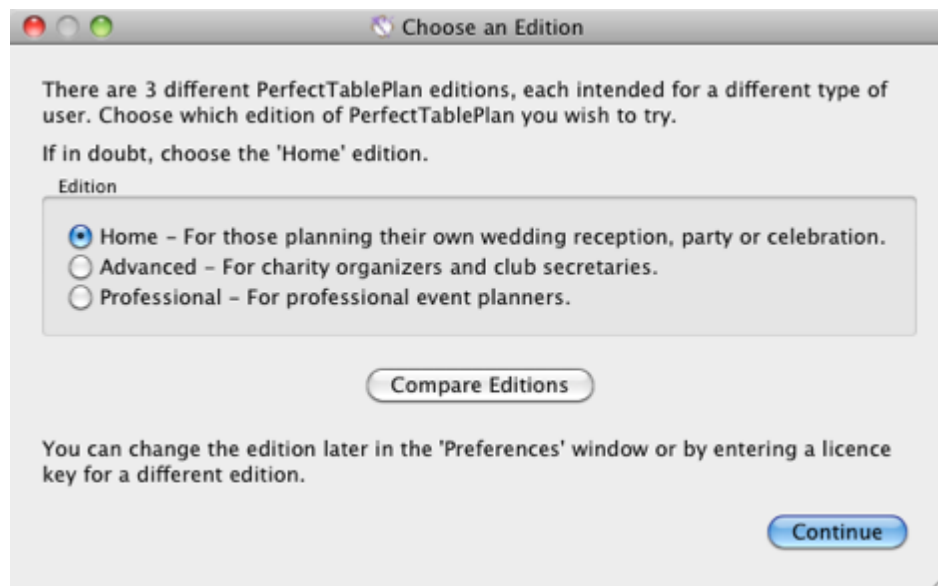 Choose an Edition
There are 3 different PerfectTablePlan editions, each intended for a different type of
user. Choose which edition of PerfectTablePlan you wish to try.
If in doubt, choose the 'Home' edition.
Edition
Home – For those planning their own wedding reception, party or celebration.
Advanced – For charity organizers and club secretaries.
Professional – For professional event planners.
Compare Editions
You can change the edition later in the 'Preferences' window or by entering a licence
key for a different edition.
Continue